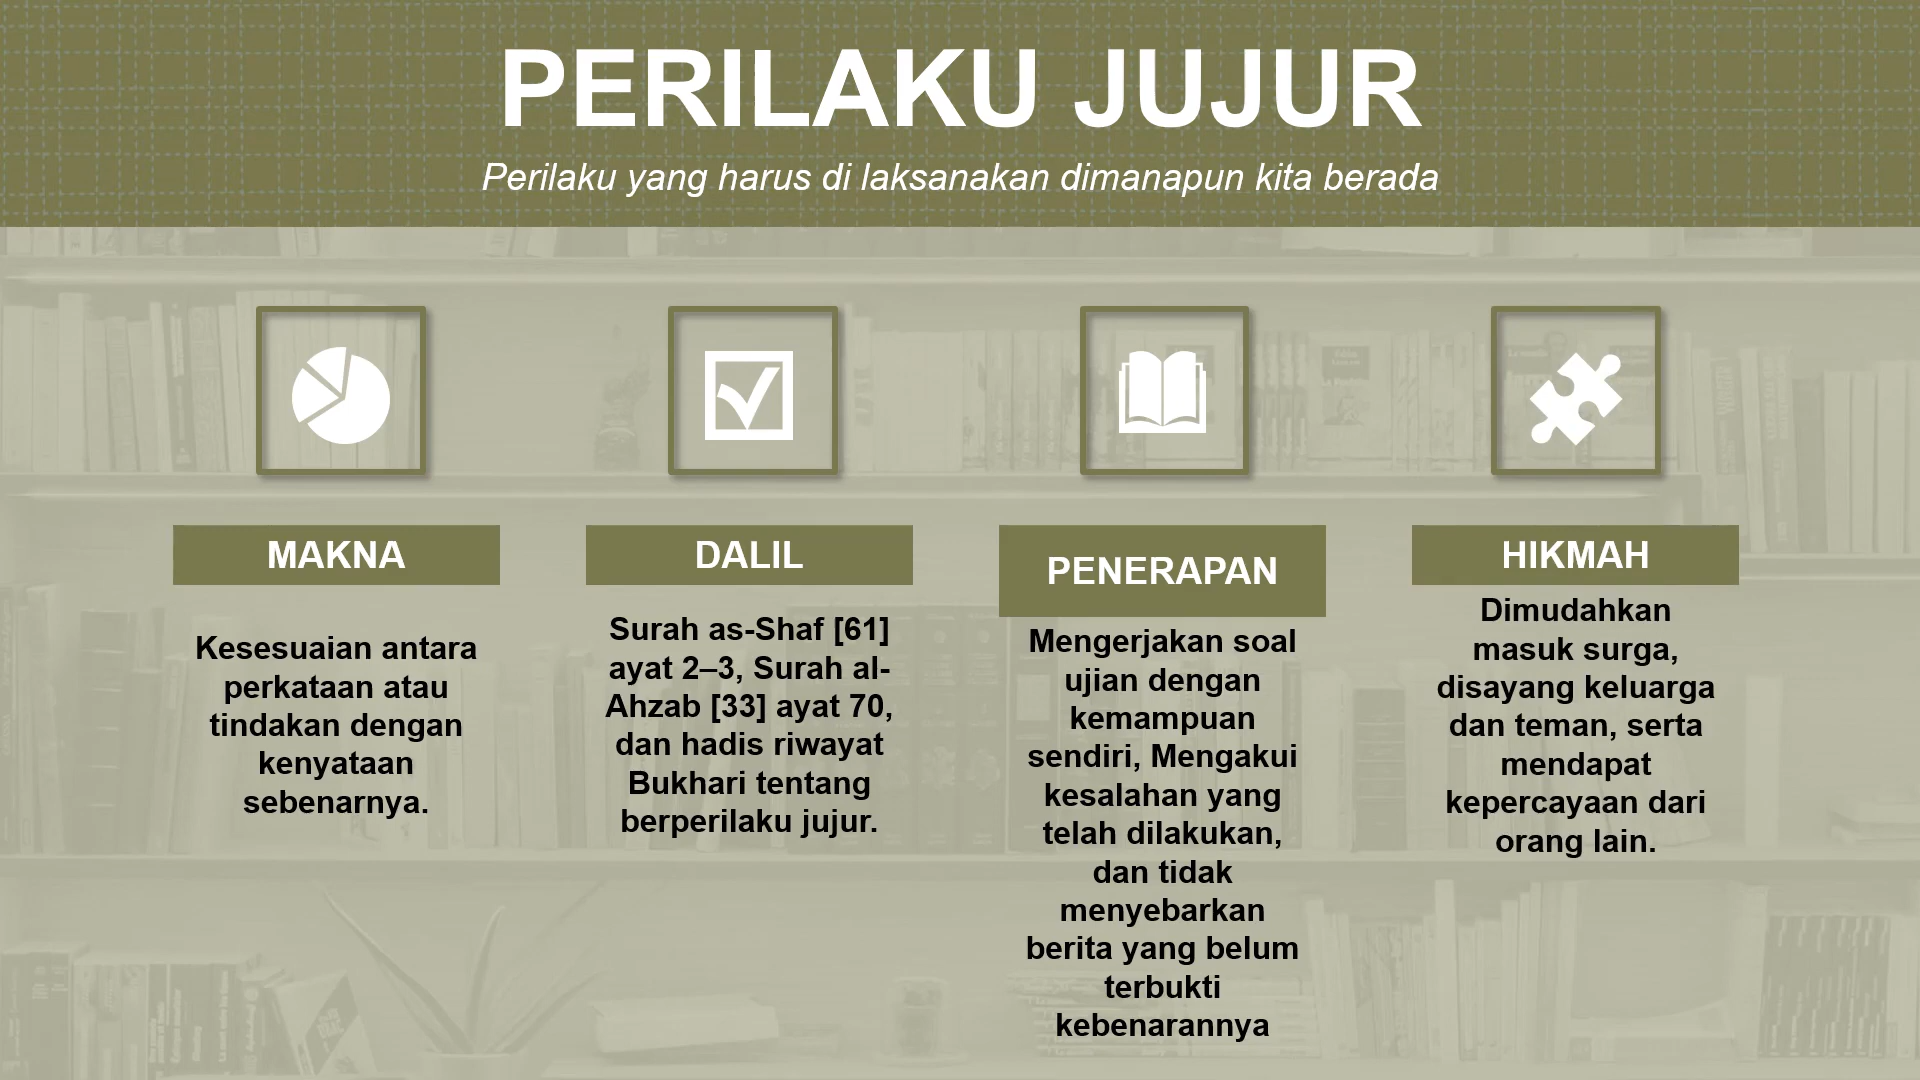 PERILAKU JUJUR
Perilaku yang harus di laksanakan dimanapun kita berada
MAKNA
Kesesuaian antara
perkataan atau
tindakan dengan
kenyataan
sebenarnya.
DALIL
Surah as-Shaf [61]
ayat 2–3, Surah al-
Ahzab [33] ayat 70,
dan hadis riwayat
Bukhari tentang
berperilaku jujur.
PENERAPAN
Mengerjakan soal
ujian dengan
kemampuan
sendiri, Mengakui
kesalahan yang
telah dilakukan,
dan tidak
menyebarkan
berita yang belum
terbukti
kebenarannya
HIKMAH
Dimudahkan
masuk surga,
disayang keluarga
dan teman, serta
mendapat
kepercayaan dari
orang lain.